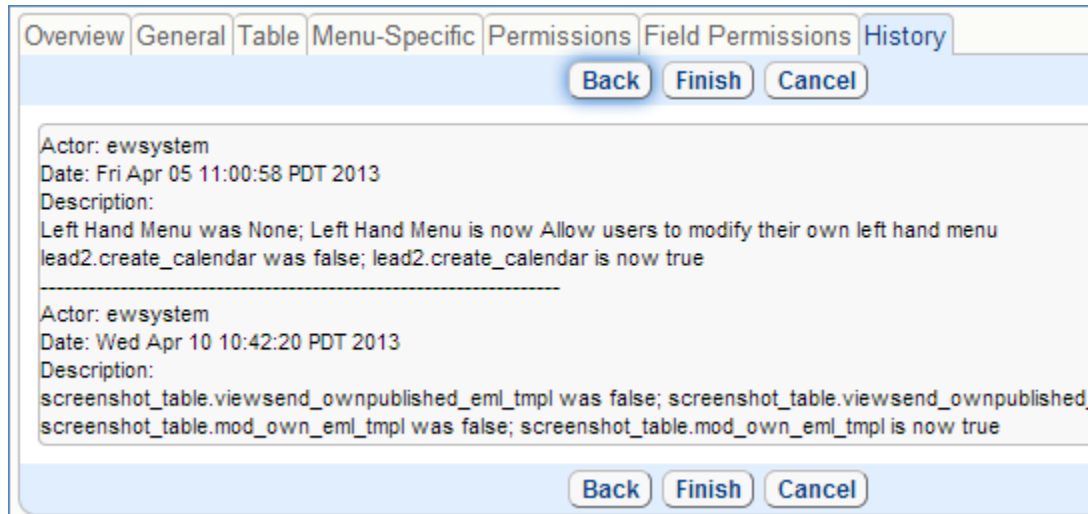 Overview General Table Menu-Specific Permissions Field Permissions History
Back Finish Cancel
Actor: ewsystem
Date: Fri Apr 05 11:00:58 PDT 2013
Description:
Left Hand Menu was None; Left Hand Menu is now Allow users to modify their own left hand menu
lead2.create_calendar was false; lead2.create_calendar is now true
-----------------------------------------------------------------
Actor: ewsystem
Date: Wed Apr 10 10:42:20 PDT 2013
Description:
screenshot_table.viewsend_ownpublished_eml_tmpl was false; screenshot_table.viewsend_ownpublished_
screenshot_table.mod_own_eml_tmpl was false; screenshot_table.mod_own_eml_tmpl is now true
Back Finish Cancel